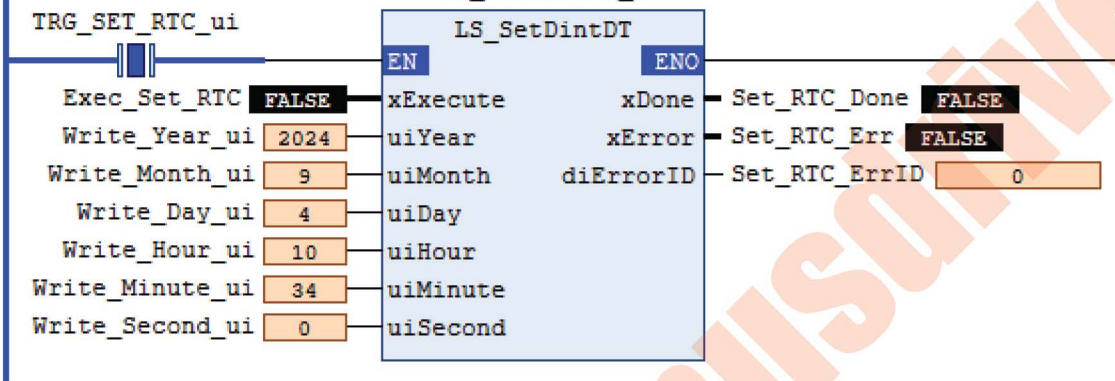 TRG_SET_RTC_ui
LS_SetDintDT
EN ENO
Exec_Set_RTC FALSE xExecute xDone Set_RTC_Done FALSE
Write_Year_ui 2024 uiYear xError Set_RTC_Err FALSE
Write_Month_ui 9 uiMonth diErrorID Set_RTC_ErrID 0
Write_Day_ui 4 uiDay
Write_Hour_ui 10 uiHour
Write_Minute_ui 34 uiMinute
Write_Second_ui 0 uiSecond